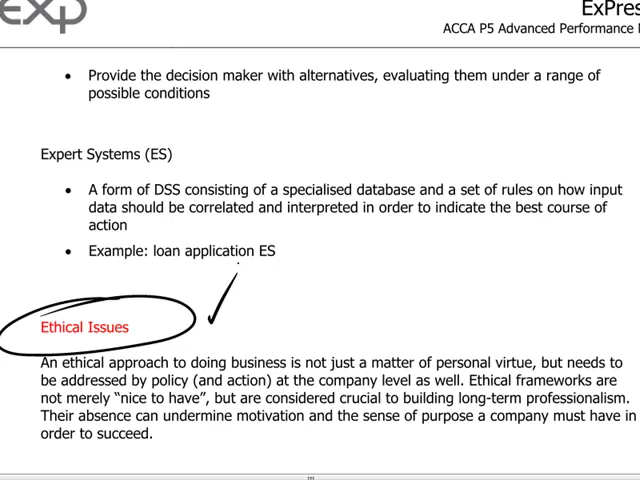 exp
ExPres
ACCA P5 Advanced Performance
• Provide the decision maker with alternatives, evaluating them under a range of
possible conditions
Expert Systems (ES)
• A form of DSS consisting of a specialised database and a set of rules on how input
data should be correlated and interpreted in order to indicate the best course of
action
• Example: loan application ES
Ethical Issues
An ethical approach to doing business is not just a matter of personal virtue, but needs to
be addressed by policy (and action) at the company level as well. Ethical frameworks are
not merely “nice to have”, but are considered crucial to building long-term professionalism.
Their absence can undermine motivation and the sense of purpose a company must have in
order to succeed.